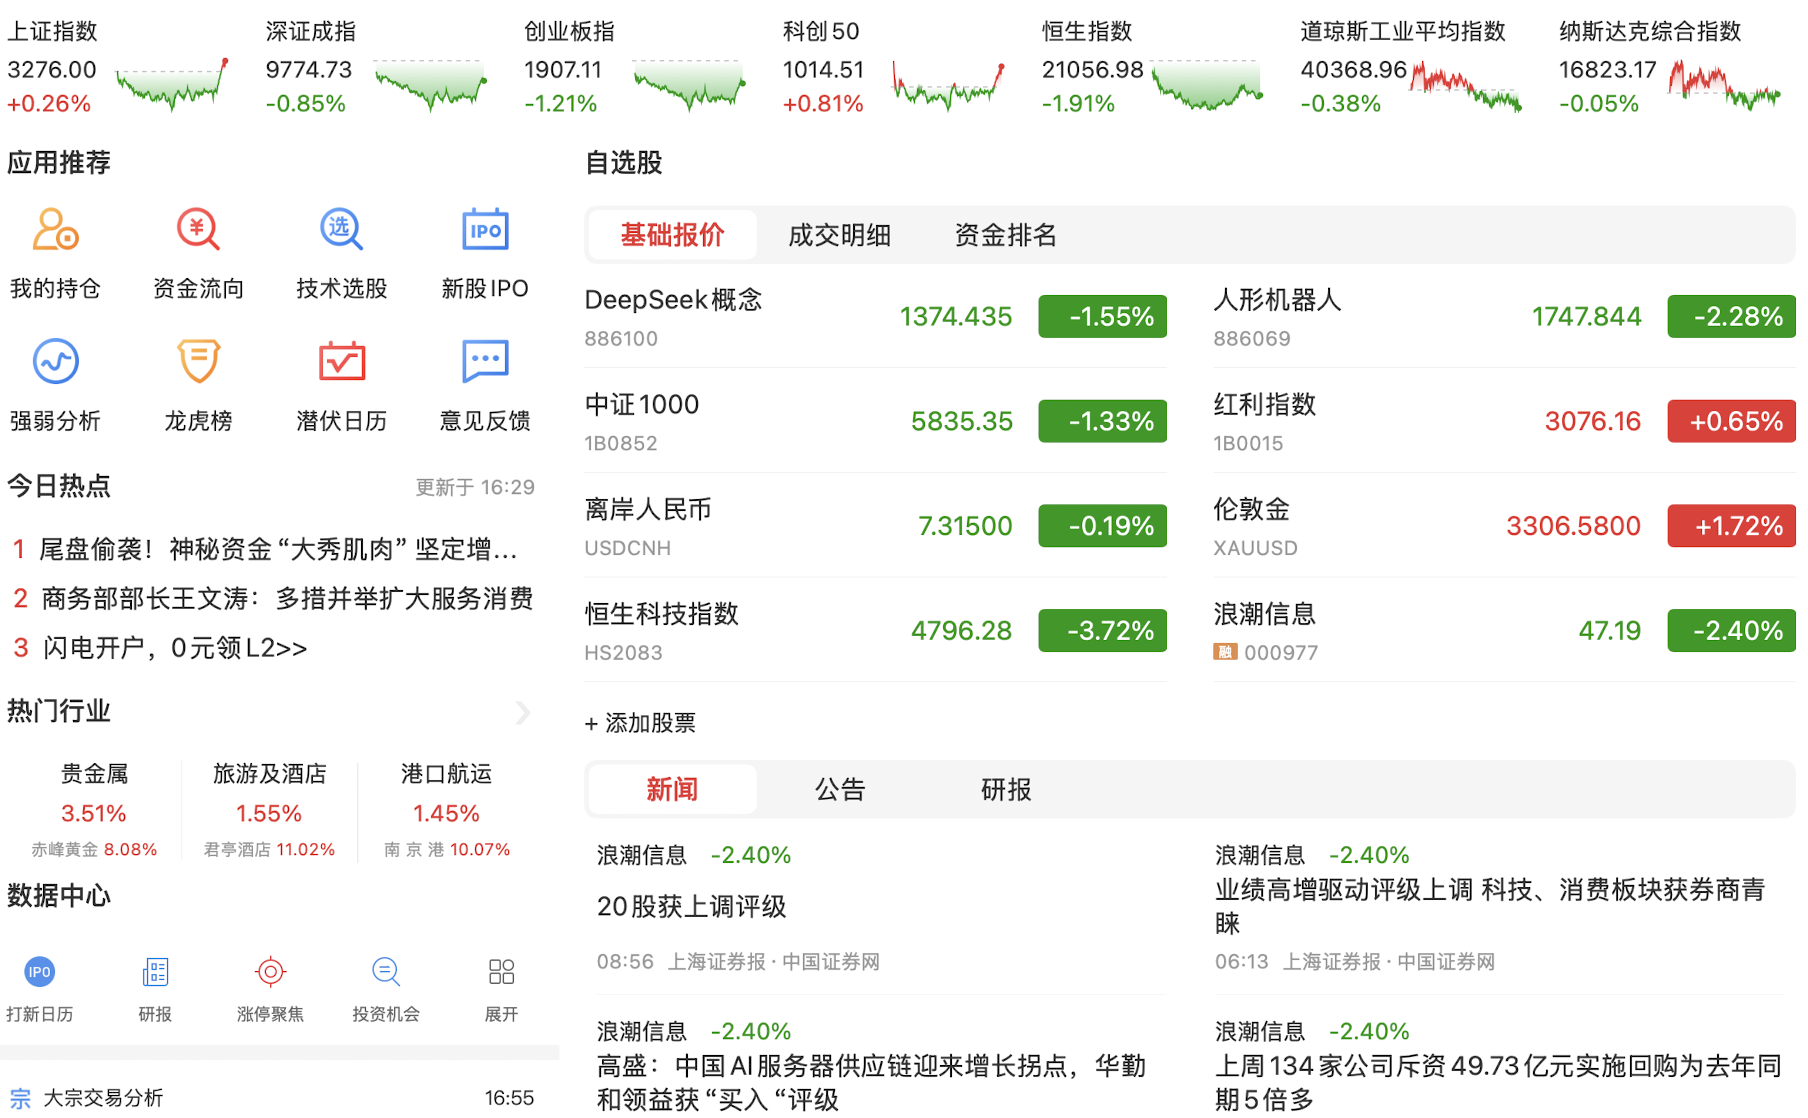 上证指数
3276.00
+0.26%
深证成指
9774.73
-0.85%
创业板指
1907.11
-1.21%
科创50
1014.51
+0.81%
恒生指数
21056.98
-1.91%
道琼斯工业平均指数
40368.96
-0.38%
纳斯达克综合指数
16823.17
-0.05%
应用推荐
¥
选
IPO
我的持仓 资金流向 技术选股 新股IPO
强弱分析 龙虎榜 潜伏日历 意见反馈
今日热点 更新于 16:29
1 尾盘偷袭！神秘资金“大秀肌肉”坚定增...
2 商务部部长王文涛：多措并举扩大服务消费
3 闪电开户，0元领L2>>
热门行业
贵金属
3.51%
赤峰黄金 8.08%
旅游及酒店
1.55%
君亭酒店 11.02%
港口航运
1.45%
南 京 港 10.07%
数据中心
IPO
打新日历 研报 涨停聚焦 投资机会 展开
宗 大宗交易分析 16:55
自选股
基础报价 成交明细 资金排名
DeepSeek概念
886100
1374.435 -1.55%
人形机器人
886069
1747.844 -2.28%
中证1000
1B0852
5835.35 -1.33%
红利指数
1B0015
3076.16 +0.65%
离岸人民币
USDCNH
7.31500 -0.19%
伦敦金
XAUUSD
3306.5800 +1.72%
恒生科技指数
HS2083
4796.28 -3.72%
浪潮信息
融 000977
47.19 -2.40%
+ 添加股票
新闻 公告 研报
浪潮信息 -2.40%
20股获上调评级
08:56 上海证券报·中国证券网
浪潮信息 -2.40%
业绩高增驱动评级上调 科技、消费板块获券商青
睐
06:13 上海证券报·中国证券网
浪潮信息 -2.40%
高盛：中国AI服务器供应链迎来增长拐点，华勤
和领益获“买入“评级
浪潮信息 -2.40%
上周134家公司斥资49.73亿元实施回购为去年同
期5倍多